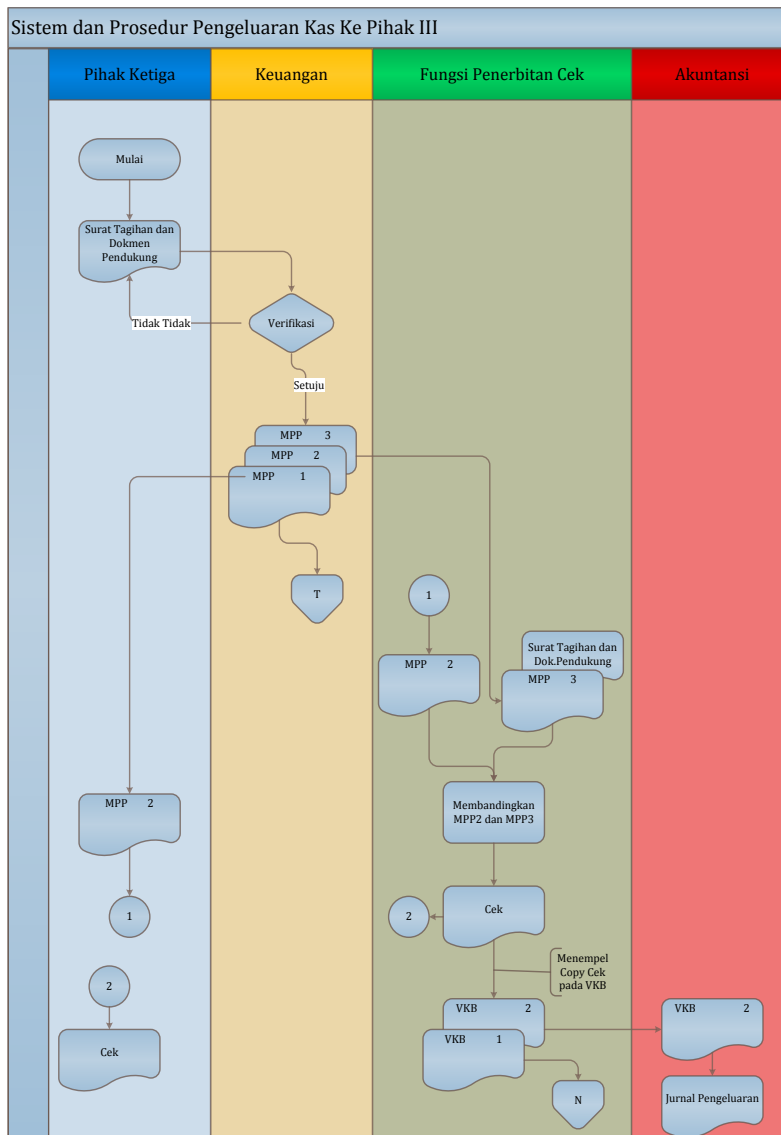 Sistem dan Prosedur Pengeluaran Kas Ke Pihak III
Pihak Ketiga
Keuangan
Fungsi Penerbitan Cek
Akuntansi
Mulai
Surat Tagihan dan
Dokmen
Pendukung
Verifikasi
Tidak Tidak
Setuju
MPP 3
MPP 2
MPP 1
T
1
Surat Tagihan dan
Dok.Pendukung
MPP 2
MPP 3
Membandingkan
MPP2 dan MPP3
MPP 2
1
2
Cek
Menempel
Copy Cek
pada VKB
2
Cek
VKB 2
VKB 1
N
VKB 2
Jurnal Pengeluaran